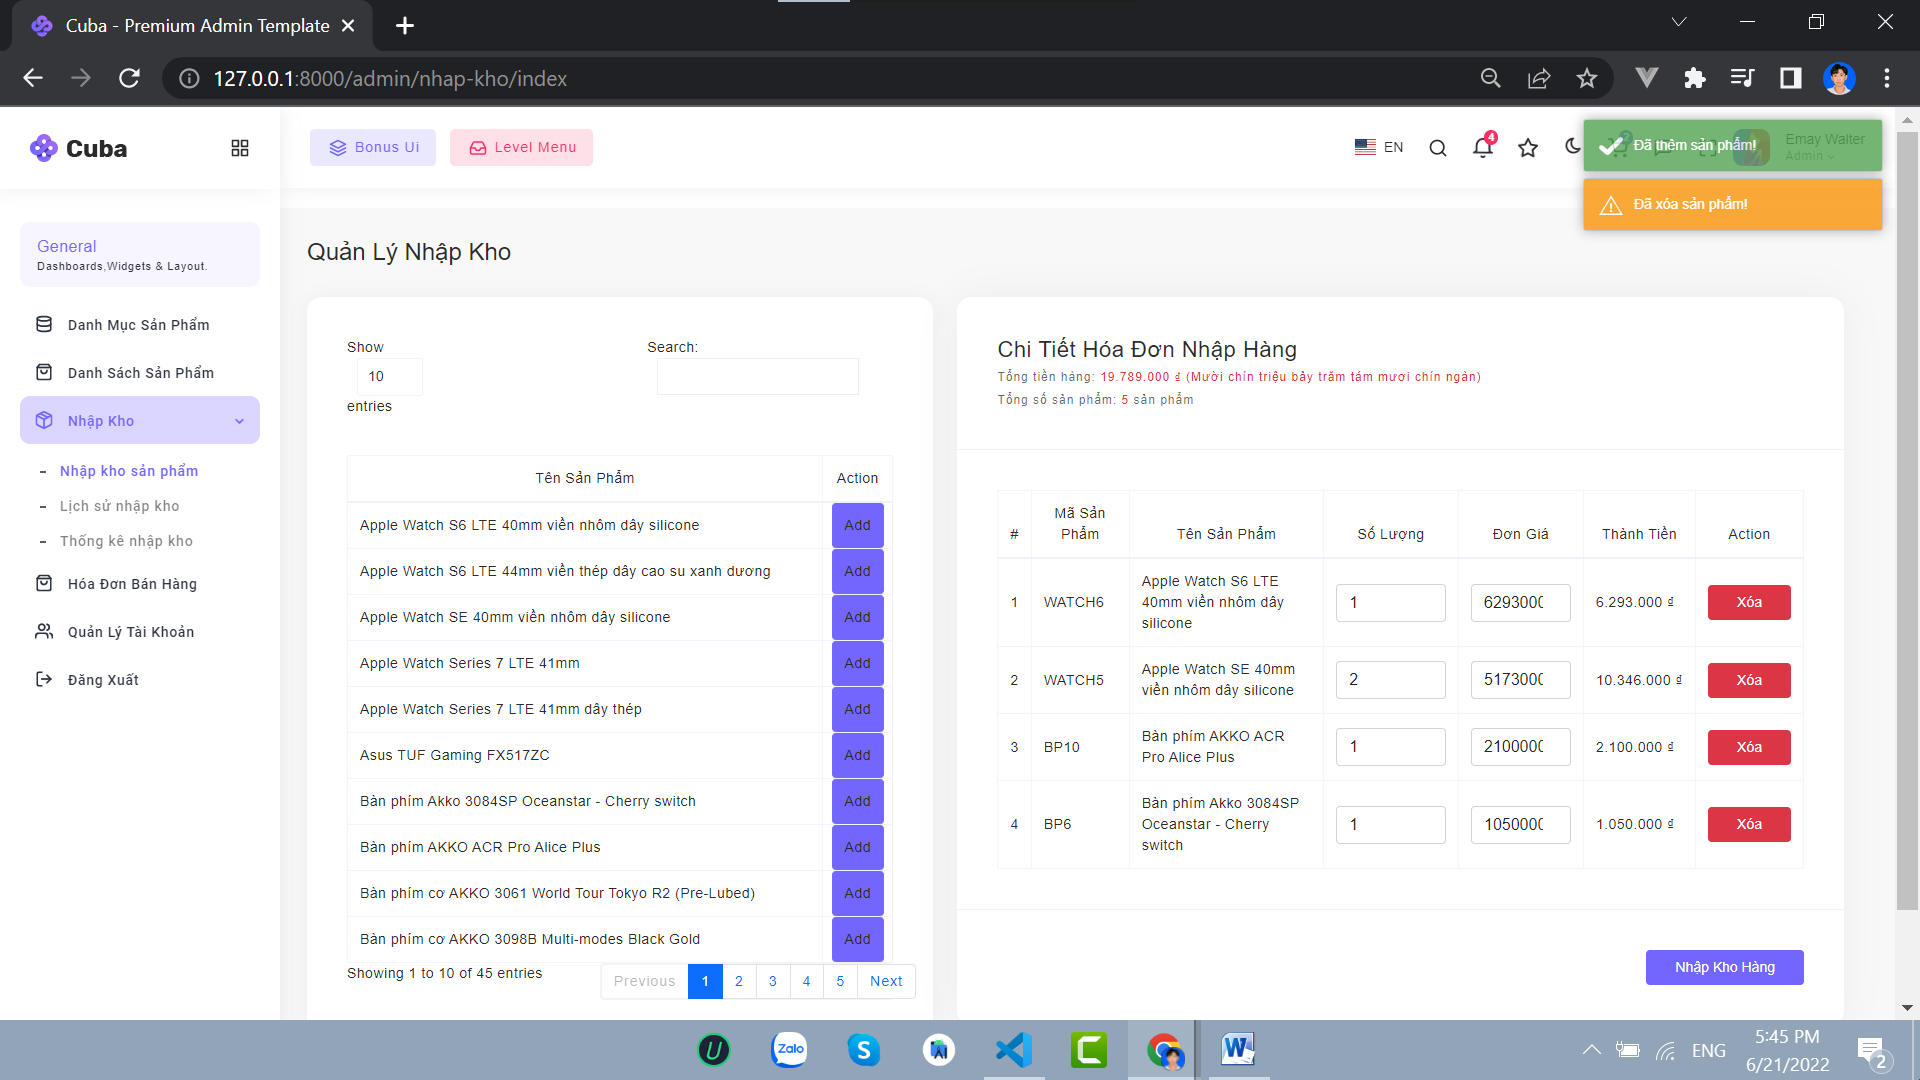 Cuba - Premium Admin Template
127.0.0.1:8000/admin/nhap-kho/index
Cuba
Bonus Ui
Level Menu
EN
4
Emay Walter
Admin
Đã thêm sản phẩm!
Đã xóa sản phẩm!
General
Dashboards,Widgets & Layout.
Danh Mục Sản Phẩm
Danh Sách Sản Phẩm
Nhập Kho
- Nhập kho sản phẩm
- Lịch sử nhập kho
- Thống kê nhập kho
Hóa Đơn Bán Hàng
Quản Lý Tài Khoản
Đăng Xuất
Quản Lý Nhập Kho
Show
10
entries
Search:
Tên Sản Phẩm Action
Apple Watch S6 LTE 40mm viền nhôm dây silicone Add
Apple Watch S6 LTE 44mm viền thép dây cao su xanh dương Add
Apple Watch SE 40mm viền nhôm dây silicone Add
Apple Watch Series 7 LTE 41mm Add
Apple Watch Series 7 LTE 41mm dây thép Add
Asus TUF Gaming FX517ZC Add
Bàn phím Akko 3084SP Oceanstar - Cherry switch Add
Bàn phím AKKO ACR Pro Alice Plus Add
Bàn phím cơ AKKO 3061 World Tour Tokyo R2 (Pre-Lubed) Add
Bàn phím cơ AKKO 3098B Multi-modes Black Gold Add
Showing 1 to 10 of 45 entries
Previous 1 2 3 4 5 Next
Chi Tiết Hóa Đơn Nhập Hàng
Tổng tiền hàng: 19.789.000 ₫ (Mười chín triệu bảy trăm tám mươi chín ngàn)
Tổng số sản phẩm: 5 sản phẩm
# Mã Sản Phẩm Tên Sản Phẩm Số Lượng Đơn Giá Thành Tiền Action
1 WATCH6 Apple Watch S6 LTE 40mm viền nhôm dây silicone 1 6293000 6.293.000 ₫ Xóa
2 WATCH5 Apple Watch SE 40mm viền nhôm dây silicone 2 5173000 10.346.000 ₫ Xóa
3 BP10 Bàn phím AKKO ACR Pro Alice Plus 1 2100000 2.100.000 ₫ Xóa
4 BP6 Bàn phím Akko 3084SP Oceanstar - Cherry switch 1 1050000 1.050.000 ₫ Xóa
Nhập Kho Hàng
Zalo
ENG
5:45 PM
6/21/2022
2